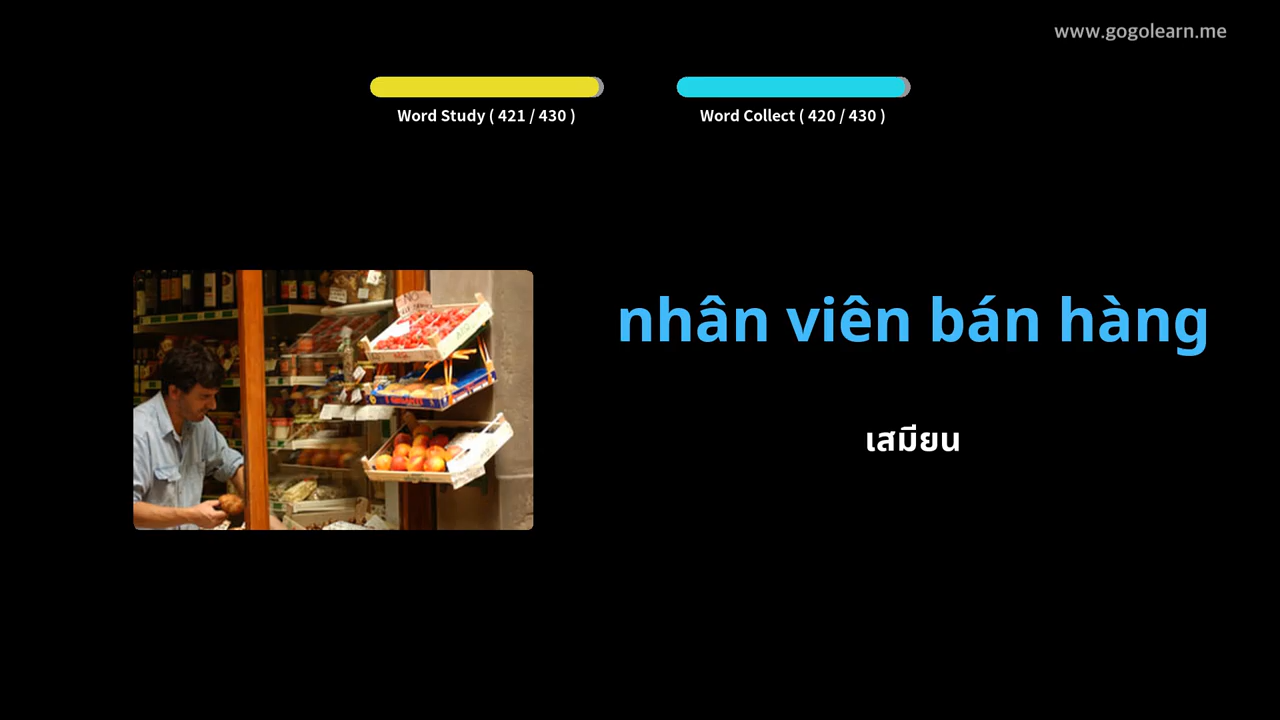 www.gogolearn.me
Word Study ( 421 / 430 )
Word Collect ( 420 / 430 )
nhân viên bán hàng
เสมียน